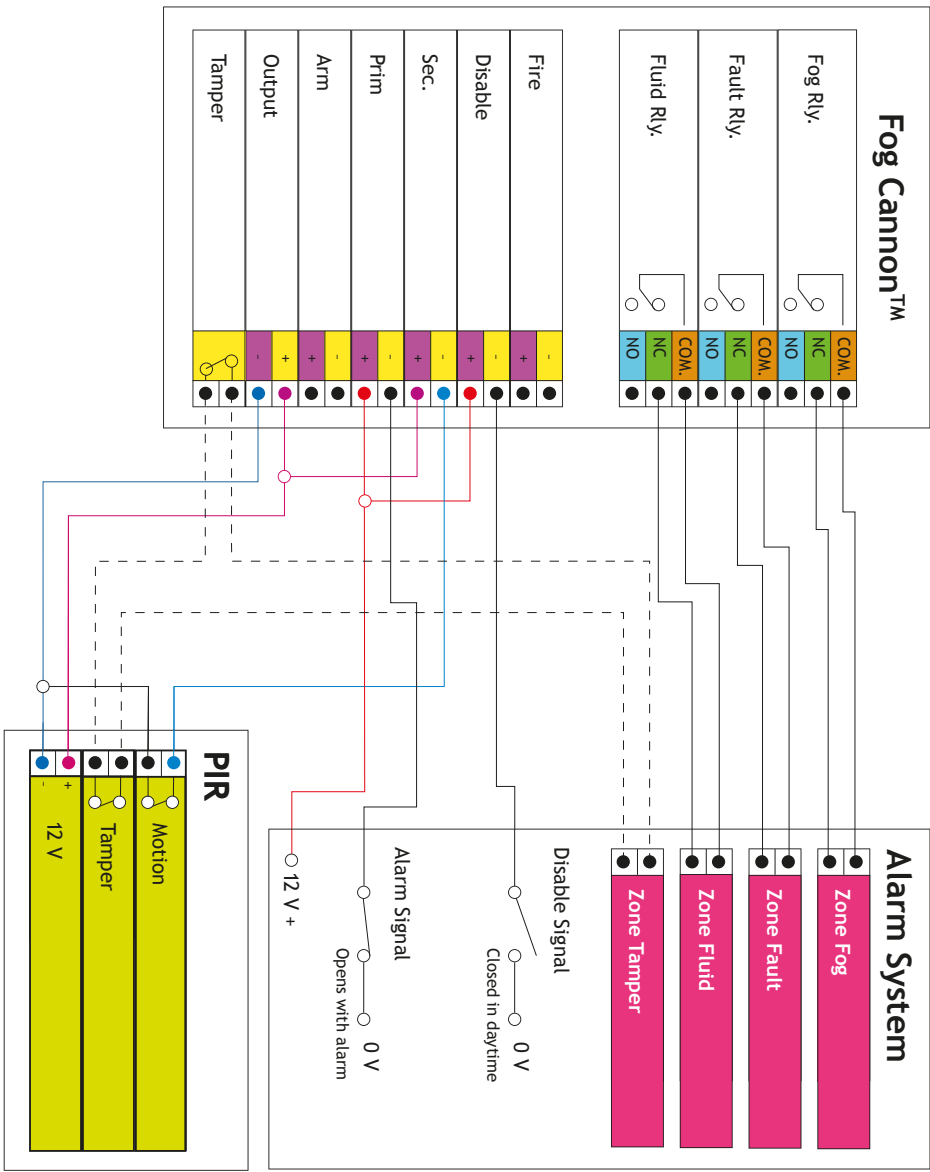 Fog Cannon™
Fog Rly.
COM.
NC
NO
Fault Rly.
COM.
NC
NO
Fluid Rly.
COM.
NC
NO
Fire
-
+
Disable
-
+
Sec.
-
+
Prim
-
+
Arm
-
+
Output
+
-
Tamper
Alarm System
Zone Fog
Zone Fault
Zone Fluid
Zone Tamper
Disable Signal
0 V
Closed in daytime
Alarm Signal
0 V
Opens with alarm
12 V +
PIR
Motion
Tamper
+
12 V
-